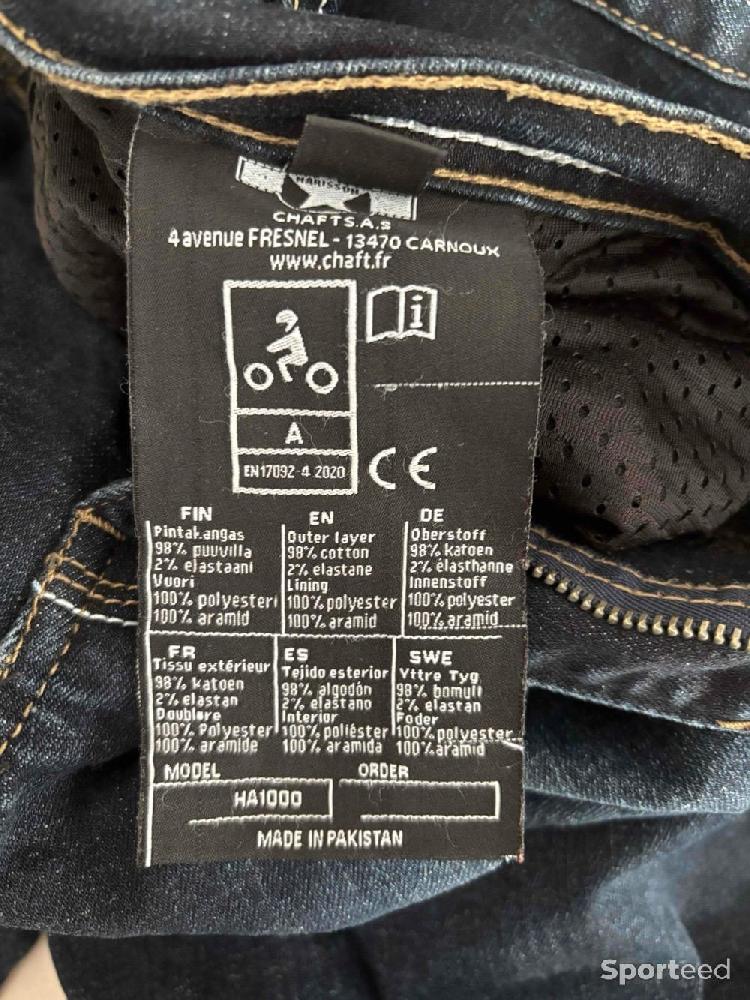 HARISSON
CHAFT S.A.S
4 avenue FRESNEL - 13470 CARNOUX
www.chaft.fr
i
A
EN17092-4 2020
CE
FIN
Pintakangas
98% puuvilla
2% elastaani
Vuori
100% polyesteri
100% aramid
EN
Outer layer
98% cotton
2% elastane
Lining
100% polyester
100% aramid
DE
Oberstoff
98% katoen
2% élasthanne
Innenstoff
100% polyester
100% aramid
FR
Tissu extérieur
98% katoen
2% elastan
Doublure
100% Polyester
100% aramide
ES
Tejido esterior
98% algodón
2% elastano
Interior
100% poliéster
100% aramida
SWE
Yttre Tyg
98% bomull
2% elastan
Foder
100% polyester
100% aramid
MODEL
HA1000
ORDER
MADE IN PAKISTAN
Sporteed